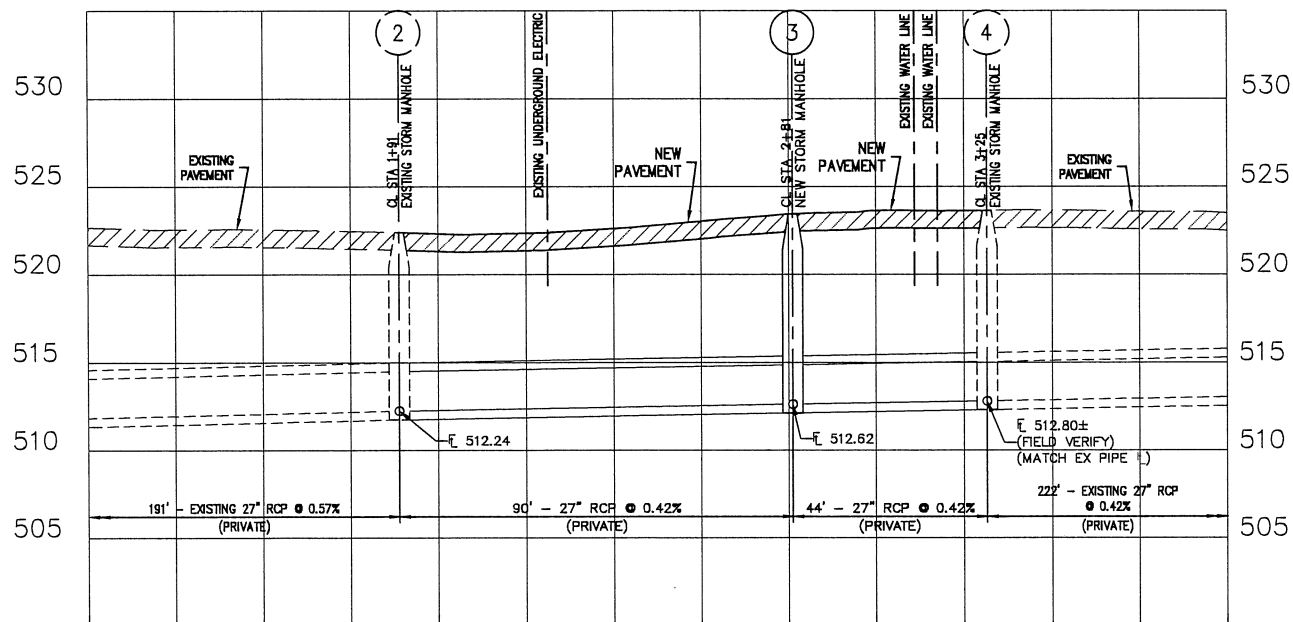 2
3
4
530
530
525
525
520
520
515
515
510
510
505
505
EXISTING
PAVEMENT
CL STA 1+91
EXISTING STORM MANHOLE
EXISTING UNDERGROUND ELECTRIC
NEW
PAVEMENT
CL STA 2+81
NEW STORM MANHOLE
NEW
PAVEMENT
EXISTING WATER LINE
EXISTING WATER LINE
CL STA 3+25
EXISTING STORM MANHOLE
EXISTING
PAVEMENT
FL 512.24
FL 512.62
FL 512.80±
(FIELD VERIFY)
(MATCH EX PIPE FL)
191' - EXISTING 27" RCP @ 0.57%
(PRIVATE)
90' - 27" RCP @ 0.42%
(PRIVATE)
44' - 27" RCP @ 0.42%
(PRIVATE)
222' - EXISTING 27" RCP
@ 0.42%
(PRIVATE)